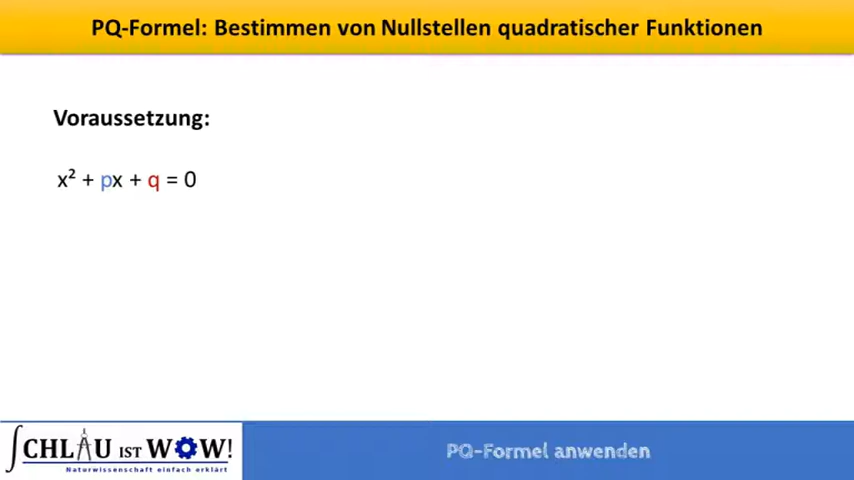 PQ-Formel: Bestimmen von Nullstellen quadratischer Funktionen
Voraussetzung:
x² + px + q = 0
∫CHLAU IST WOW!
Naturwissenschaft einfach erklärt
PQ-Formel anwenden